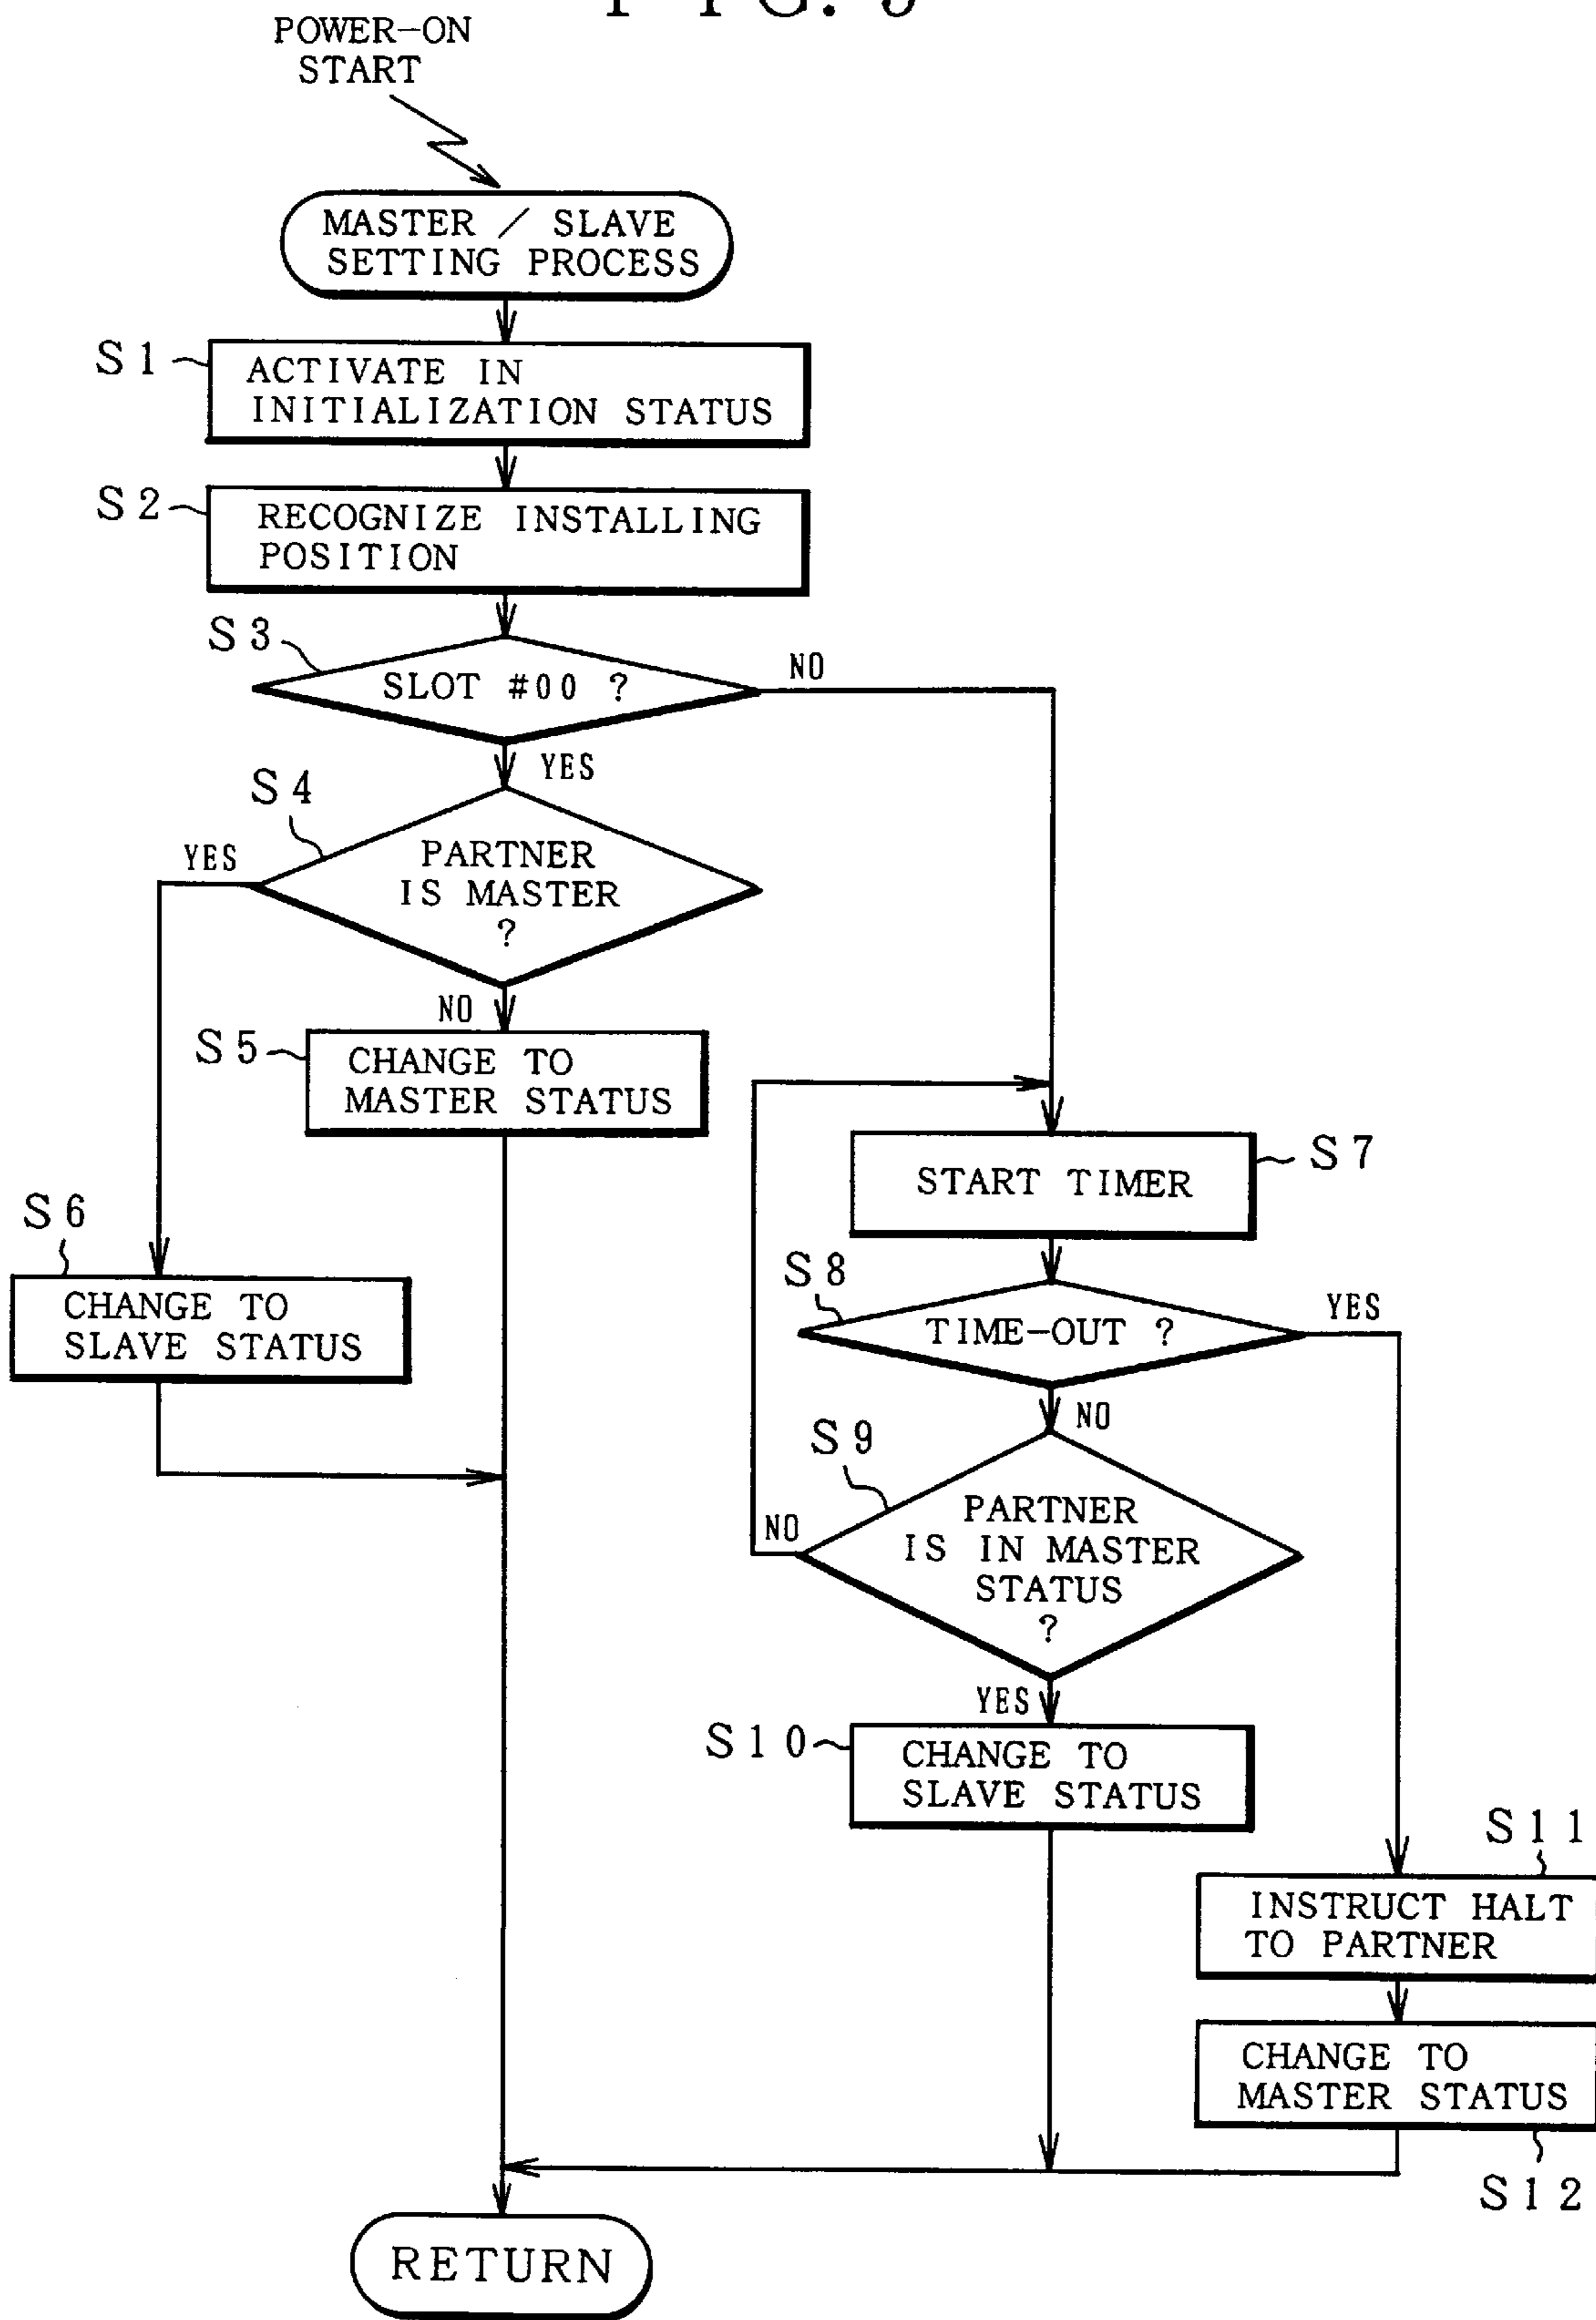 POWER-ON
START
MASTER / SLAVE
SETTING PROCESS
S1
ACTIVATE IN
INITIALIZATION STATUS
S2
RECOGNIZE INSTALLING
POSITION
S3
SLOT #00 ?
NO
YES
S4
PARTNER
IS MASTER
?
YES
NO
S5
CHANGE TO
MASTER STATUS
S6
CHANGE TO
SLAVE STATUS
S7
START TIMER
S8
TIME-OUT ?
YES
NO
S9
PARTNER
IS IN MASTER
STATUS
?
NO
YES
S10
CHANGE TO
SLAVE STATUS
S11
INSTRUCT HALT
TO PARTNER
CHANGE TO
MASTER STATUS
S12
RETURN